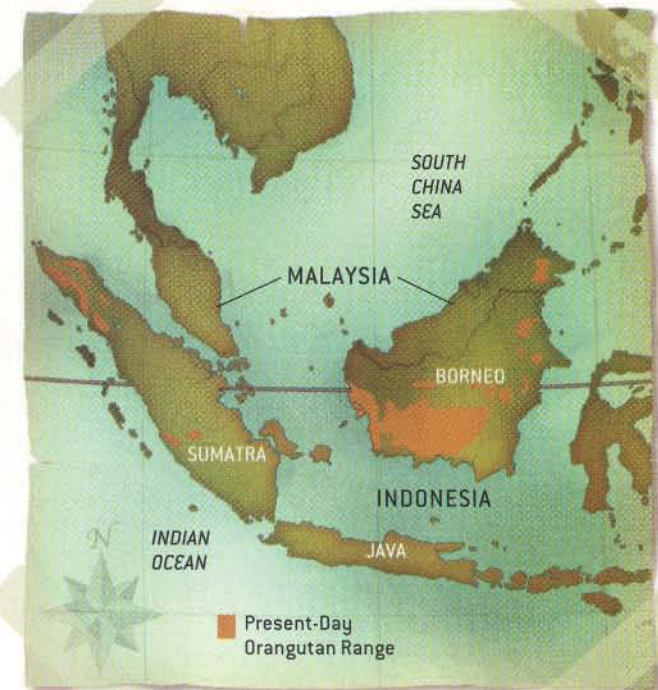 SOUTH
CHINA
SEA
MALAYSIA
BORNEO
SUMATRA
INDONESIA
INDIAN
OCEAN
JAVA
N
Present-Day
Orangutan Range